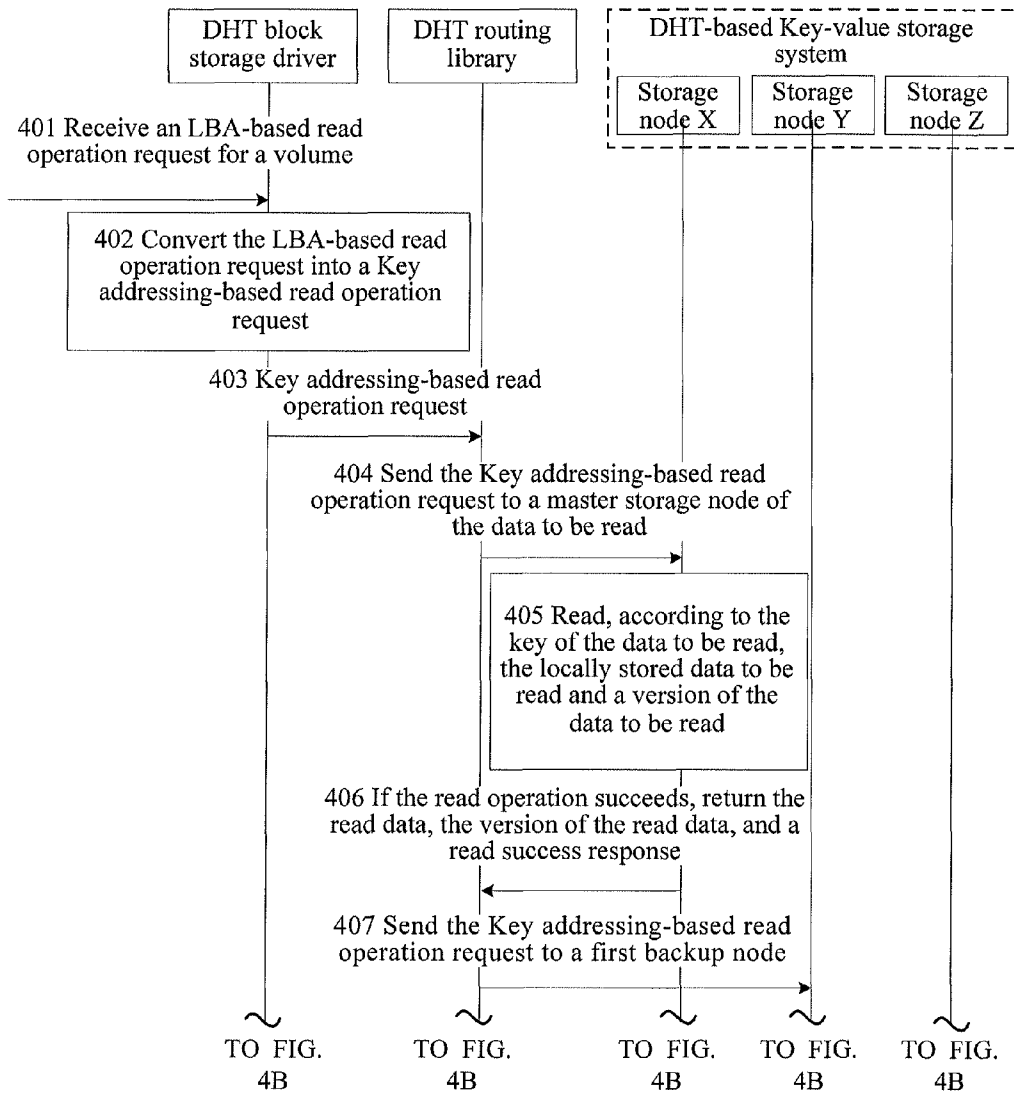 DHT block
storage driver
DHT routing
library
DHT-based Key-value storage
system
Storage
node X
Storage
node Y
Storage
node Z
401 Receive an LBA-based read
operation request for a volume
402 Convert the LBA-based read
operation request into a Key
addressing-based read operation
request
403 Key addressing-based read
operation request
404 Send the Key addressing-based read
operation request to a master storage node of
the data to be read
405 Read, according to the
key of the data to be read,
the locally stored data to be
read and a version of the
data to be read
406 If the read operation succeeds, return the
read data, the version of the read data, and a
read success response
407 Send the Key addressing-based read
operation request to a first backup node
TO FIG.
4B
TO FIG.
4B
TO FIG.
4B
TO FIG.
4B
TO FIG.
4B